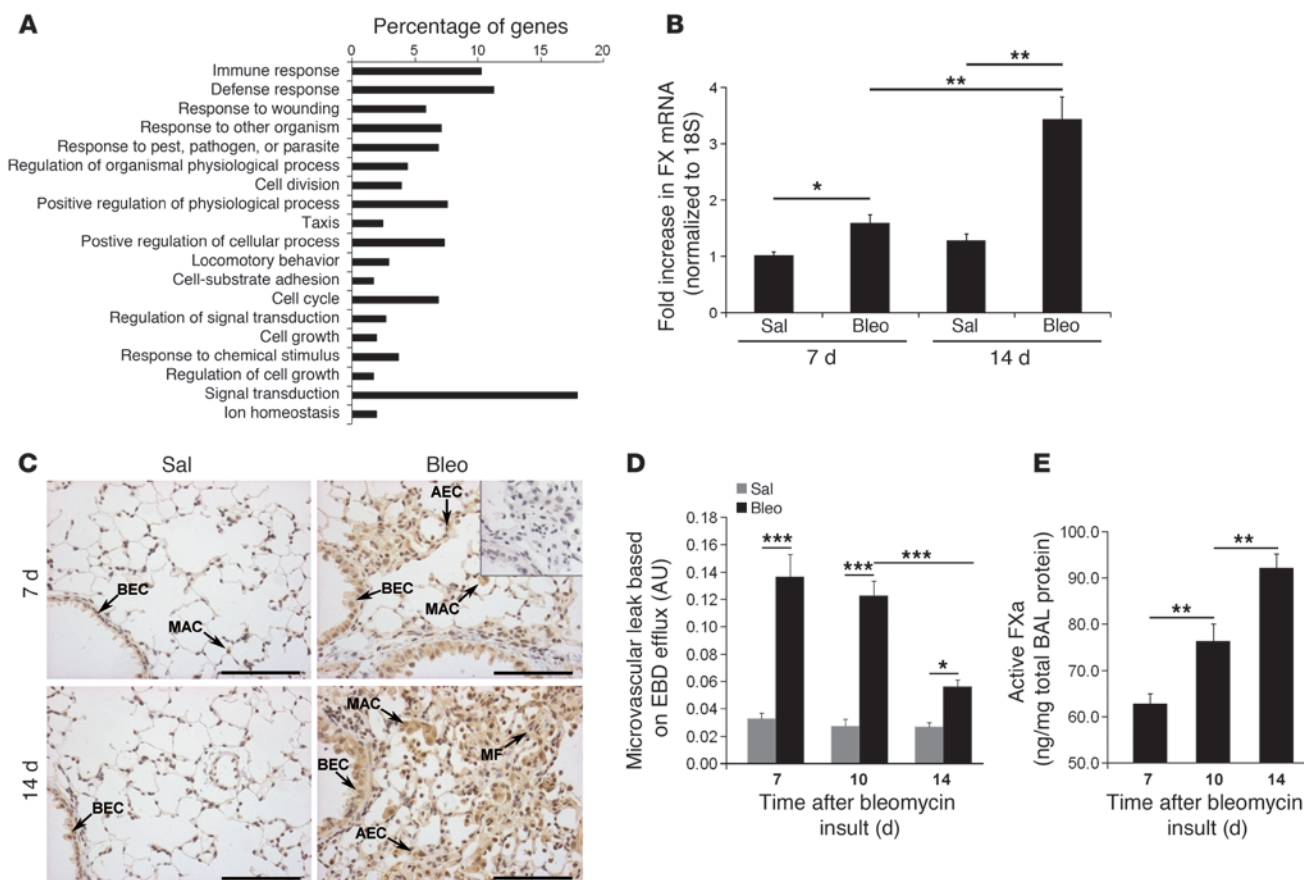 A
Percentage of genes
0 5 10 15 20
Immune response
Defense response
Response to wounding
Response to other organism
Response to pest, pathogen, or parasite
Regulation of organismal physiological process
Cell division
Positive regulation of physiological process
Taxis
Postive regulation of cellular process
Locomotory behavior
Cell-substrate adhesion
Cell cycle
Regulation of signal transduction
Cell growth
Response to chemical stimulus
Regulation of cell growth
Signal transduction
Ion homeostasis
B
Fold increase in FX mRNA
(normalized to 18S)
4
3
2
1
0
**
**
*
Sal Bleo Sal Bleo
7 d 14 d
C
Sal Bleo
7 d
BEC
MAC
AEC
BEC
MAC
14 d
BEC
MAC
MF
BEC
AEC
D
Sal
Bleo
Microvascular leak based
on EBD efflux (AU)
0.18
0.16
0.14
0.12
0.10
0.08
0.06
0.04
0.02
0.00
***
***
***
*
7 10 14
Time after bleomycin
insult (d)
E
Active FXa
(ng/mg total BAL protein)
100.0
90.0
80.0
70.0
60.0
50.0
**
**
7 10 14
Time after bleomycin
insult (d)